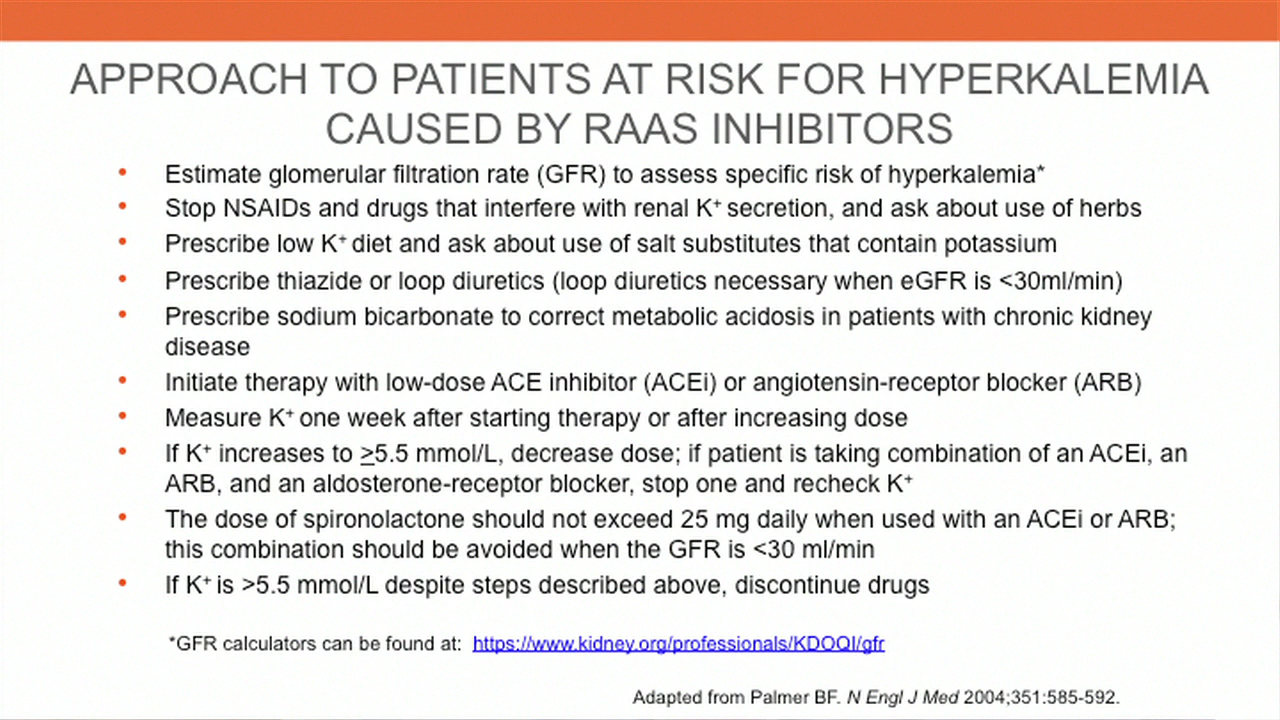 APPROACH TO PATIENTS AT RISK FOR HYPERKALEMIA
CAUSED BY RAAS INHIBITORS
• Estimate glomerular filtration rate (GFR) to assess specific risk of hyperkalemia*
• Stop NSAIDs and drugs that interfere with renal K⁺ secretion, and ask about use of herbs
• Prescribe low K⁺ diet and ask about use of salt substitutes that contain potassium
• Prescribe thiazide or loop diuretics (loop diuretics necessary when eGFR is <30ml/min)
• Prescribe sodium bicarbonate to correct metabolic acidosis in patients with chronic kidney
disease
• Initiate therapy with low-dose ACE inhibitor (ACEi) or angiotensin-receptor blocker (ARB)
• Measure K⁺ one week after starting therapy or after increasing dose
• If K⁺ increases to ≥5.5 mmol/L, decrease dose; if patient is taking combination of an ACEi, an
ARB, and an aldosterone-receptor blocker, stop one and recheck K⁺
• The dose of spironolactone should not exceed 25 mg daily when used with an ACEi or ARB;
this combination should be avoided when the GFR is <30 ml/min
• If K⁺ is >5.5 mmol/L despite steps described above, discontinue drugs
*GFR calculators can be found at: https://www.kidney.org/professionals/KDOQI/gfr
Adapted from Palmer BF. N Engl J Med 2004;351:585-592.